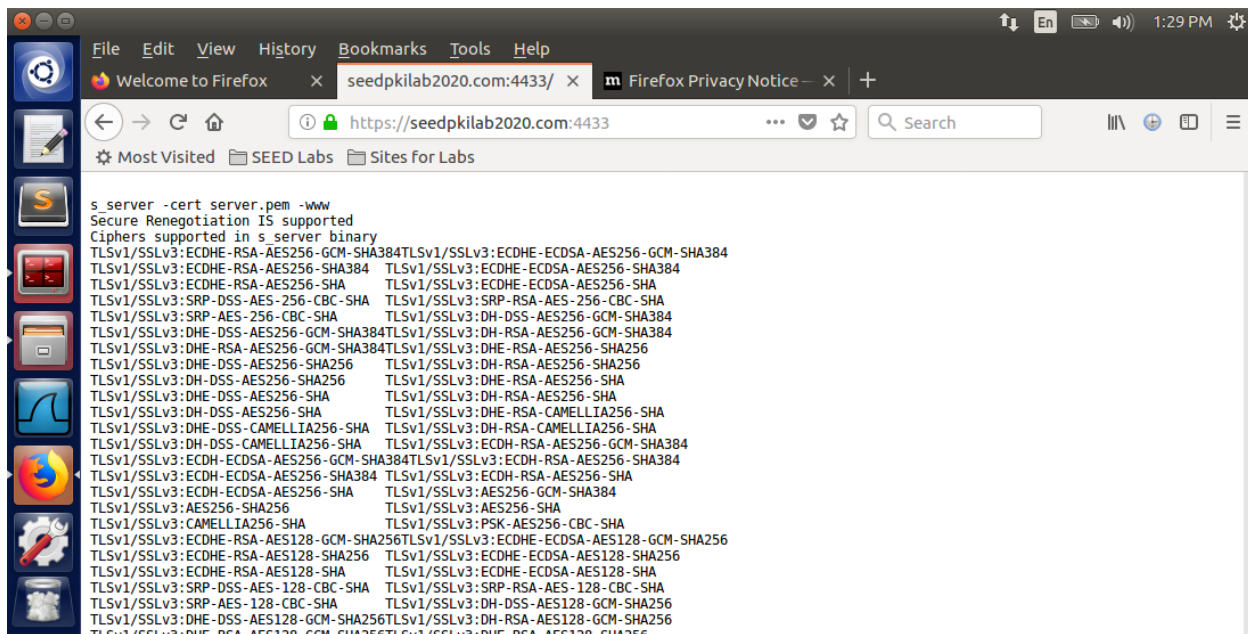 En 1:29 PM
File Edit View History Bookmarks Tools Help
Welcome to Firefox seedpkilab2020.com:4433/ m Firefox Privacy Notice —
https://seedpkilab2020.com:4433 Search
Most Visited SEED Labs Sites for Labs
s_server -cert server.pem -www
Secure Renegotiation IS supported
Ciphers supported in s_server binary
TLSv1/SSLv3:ECDHE-RSA-AES256-GCM-SHA384TLSv1/SSLv3:ECDHE-ECDSA-AES256-GCM-SHA384
TLSv1/SSLv3:ECDHE-RSA-AES256-SHA384 TLSv1/SSLv3:ECDHE-ECDSA-AES256-SHA384
TLSv1/SSLv3:ECDHE-RSA-AES256-SHA TLSv1/SSLv3:ECDHE-ECDSA-AES256-SHA
TLSv1/SSLv3:SRP-DSS-AES-256-CBC-SHA TLSv1/SSLv3:SRP-RSA-AES-256-CBC-SHA
TLSv1/SSLv3:SRP-AES-256-CBC-SHA TLSv1/SSLv3:DH-DSS-AES256-GCM-SHA384
TLSv1/SSLv3:DHE-DSS-AES256-GCM-SHA384TLSv1/SSLv3:DH-RSA-AES256-GCM-SHA384
TLSv1/SSLv3:DHE-RSA-AES256-GCM-SHA384TLSv1/SSLv3:DHE-RSA-AES256-SHA256
TLSv1/SSLv3:DHE-DSS-AES256-SHA256 TLSv1/SSLv3:DH-RSA-AES256-SHA256
TLSv1/SSLv3:DH-DSS-AES256-SHA256 TLSv1/SSLv3:DHE-RSA-AES256-SHA
TLSv1/SSLv3:DHE-DSS-AES256-SHA TLSv1/SSLv3:DH-RSA-AES256-SHA
TLSv1/SSLv3:DH-DSS-AES256-SHA TLSv1/SSLv3:DHE-RSA-CAMELLIA256-SHA
TLSv1/SSLv3:DHE-DSS-CAMELLIA256-SHA TLSv1/SSLv3:DH-RSA-CAMELLIA256-SHA
TLSv1/SSLv3:DH-DSS-CAMELLIA256-SHA TLSv1/SSLv3:ECDH-RSA-AES256-GCM-SHA384
TLSv1/SSLv3:ECDH-ECDSA-AES256-GCM-SHA384TLSv1/SSLv3:ECDH-RSA-AES256-SHA384
TLSv1/SSLv3:ECDH-ECDSA-AES256-SHA384 TLSv1/SSLv3:ECDH-RSA-AES256-SHA
TLSv1/SSLv3:ECDH-ECDSA-AES256-SHA TLSv1/SSLv3:AES256-GCM-SHA384
TLSv1/SSLv3:AES256-SHA256 TLSv1/SSLv3:AES256-SHA
TLSv1/SSLv3:CAMELLIA256-SHA TLSv1/SSLv3:PSK-AES256-CBC-SHA
TLSv1/SSLv3:ECDHE-RSA-AES128-GCM-SHA256TLSv1/SSLv3:ECDHE-ECDSA-AES128-GCM-SHA256
TLSv1/SSLv3:ECDHE-RSA-AES128-SHA256 TLSv1/SSLv3:ECDHE-ECDSA-AES128-SHA256
TLSv1/SSLv3:ECDHE-RSA-AES128-SHA TLSv1/SSLv3:ECDHE-ECDSA-AES128-SHA
TLSv1/SSLv3:SRP-DSS-AES-128-CBC-SHA TLSv1/SSLv3:SRP-RSA-AES-128-CBC-SHA
TLSv1/SSLv3:SRP-AES-128-CBC-SHA TLSv1/SSLv3:DH-DSS-AES128-GCM-SHA256
TLSv1/SSLv3:DHE-DSS-AES128-GCM-SHA256TLSv1/SSLv3:DH-RSA-AES128-GCM-SHA256
TLSv1/SSLv3:DHE-RSA-AES128-GCM-SHA256TLSv1/SSLv3:DHE-RSA-AES128-SHA256